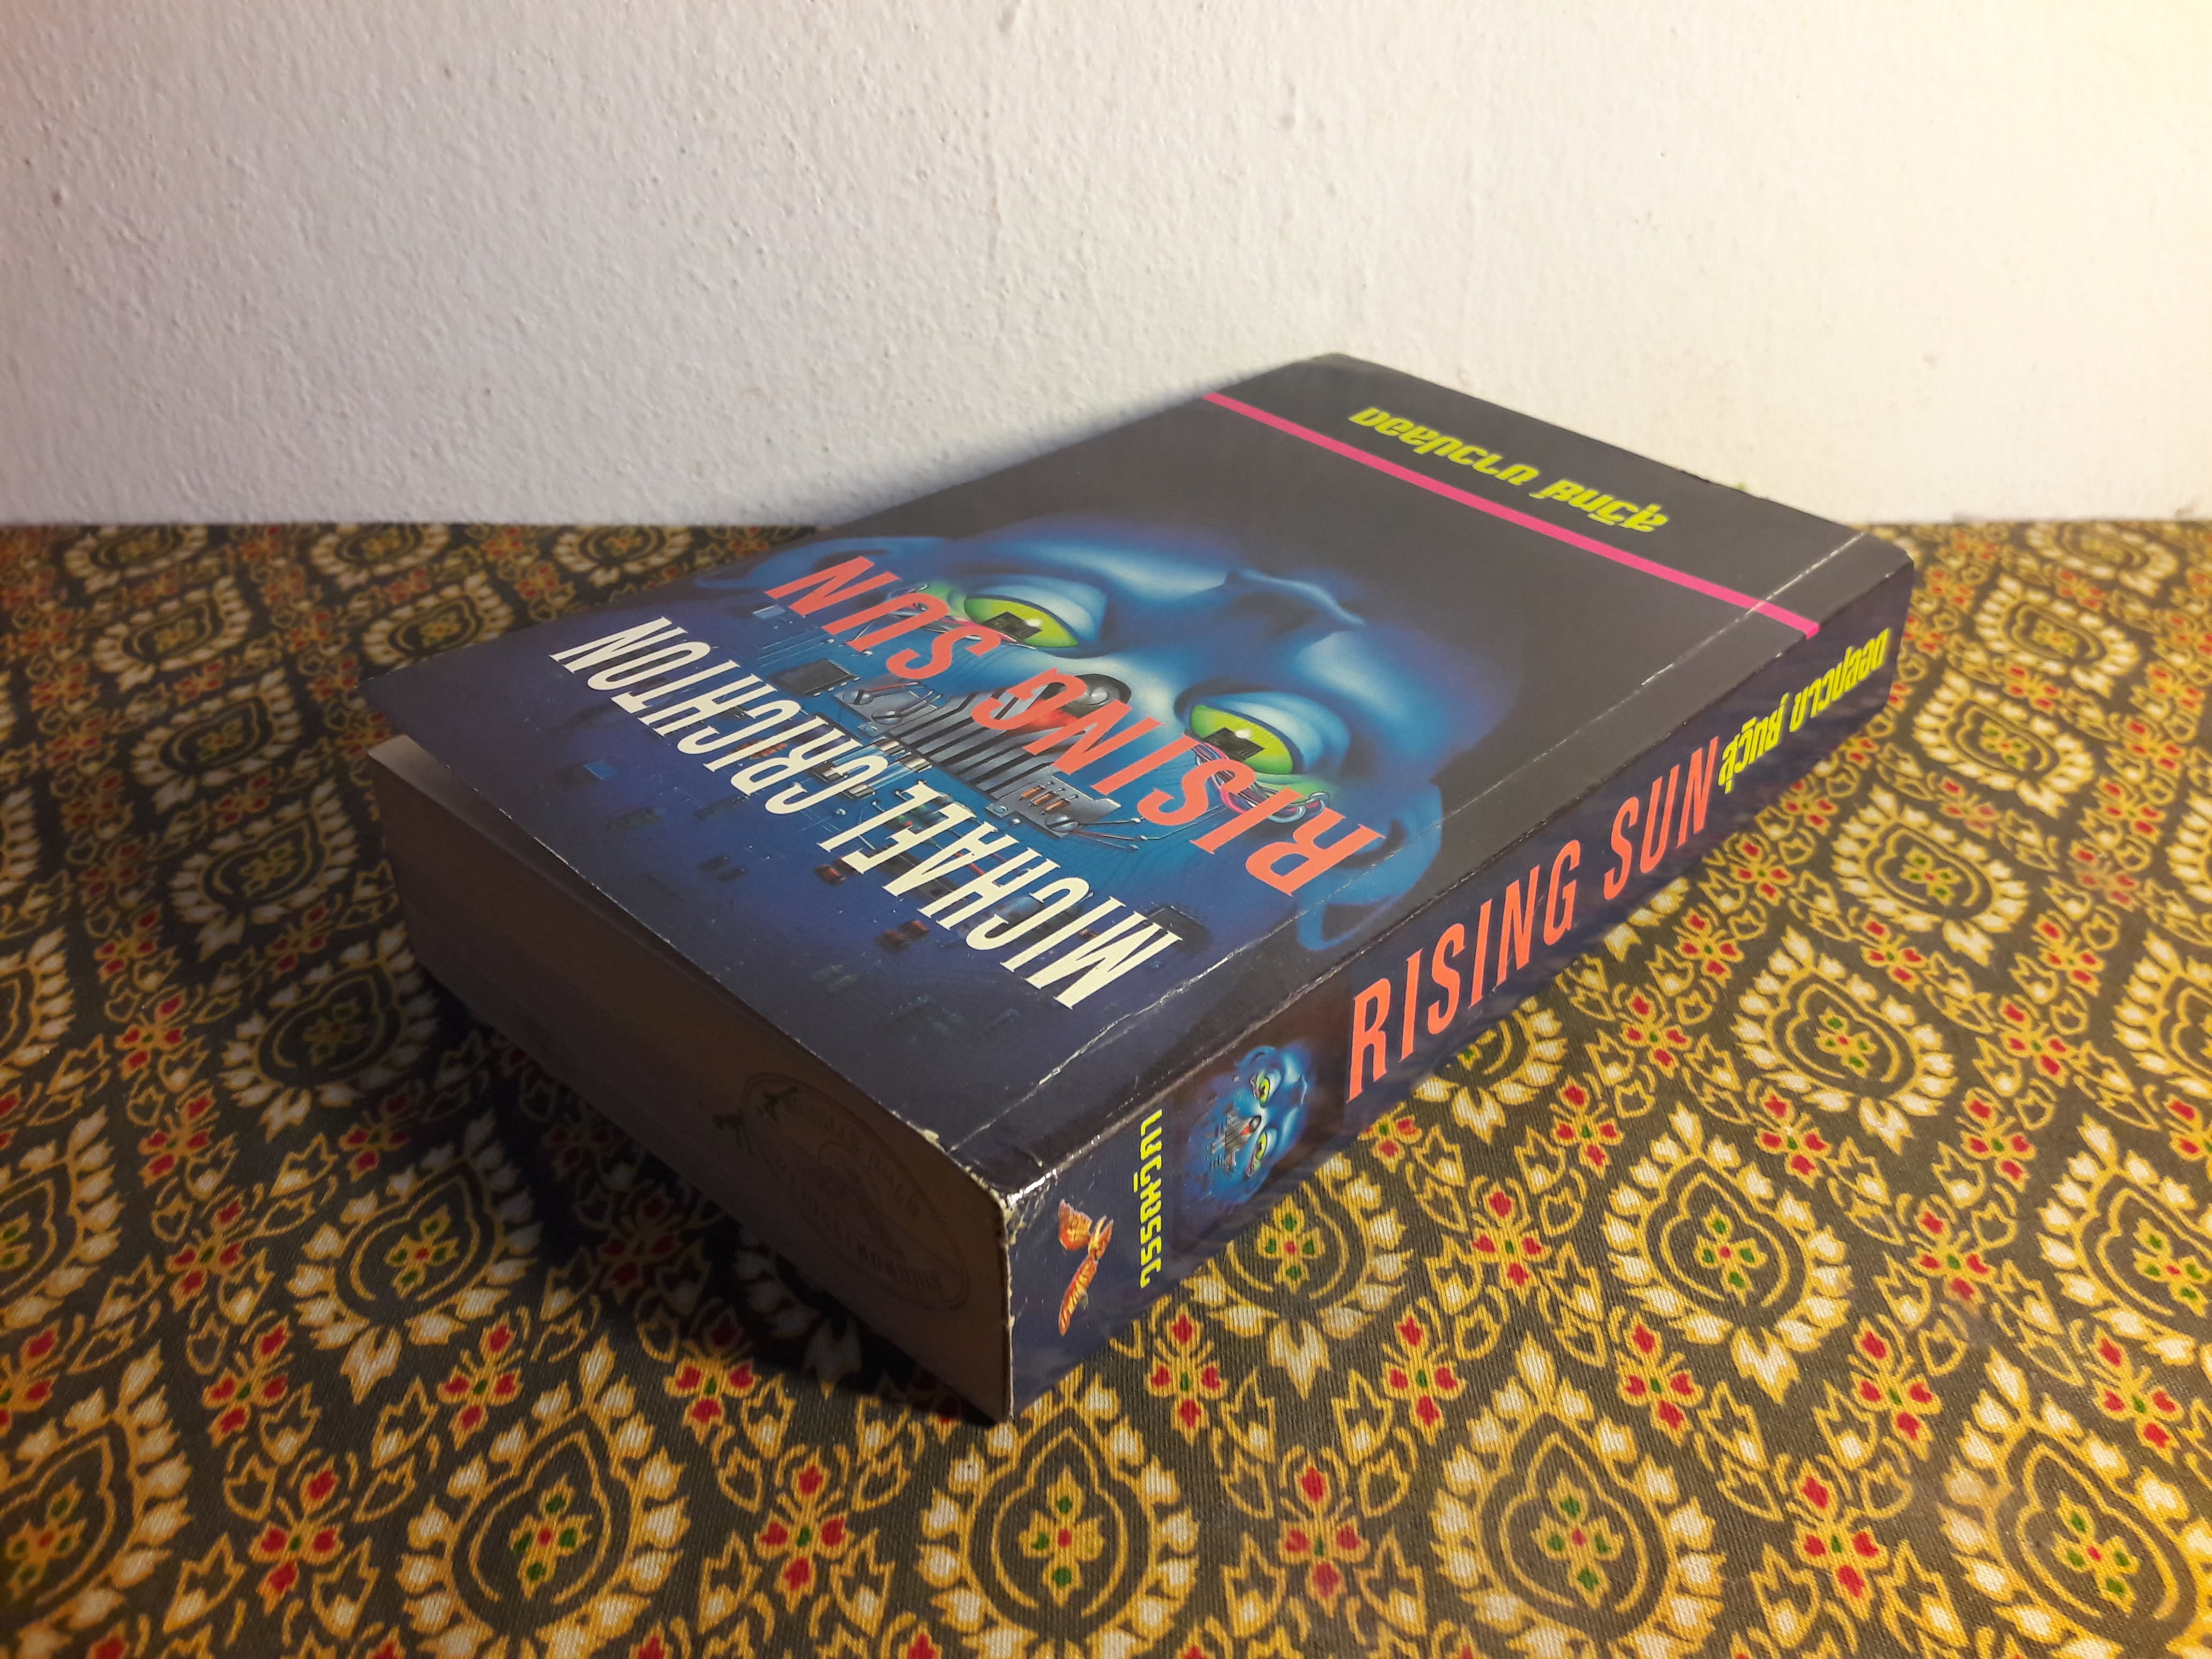 MICHAEL CRICHTON
RISING SUN
สุวิทย์ ขาวปลอด
วรรณวิภา
RISING SUN
สุวิทย์ ขาวปลอด